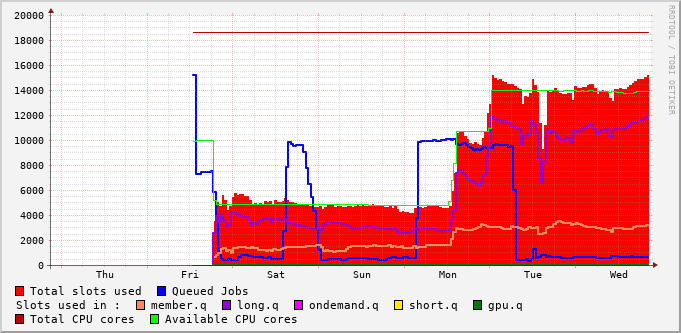 20000
18000
16000
14000
12000
10000
8000
6000
4000
2000
0
Thu Fri Sat Sun Mon Tue Wed
Total slots used Queued Jobs
Slots used in : member.q long.q ondemand.q short.q gpu.q
Total CPU cores Available CPU cores
RRDTOOL / TOBI OETIKER